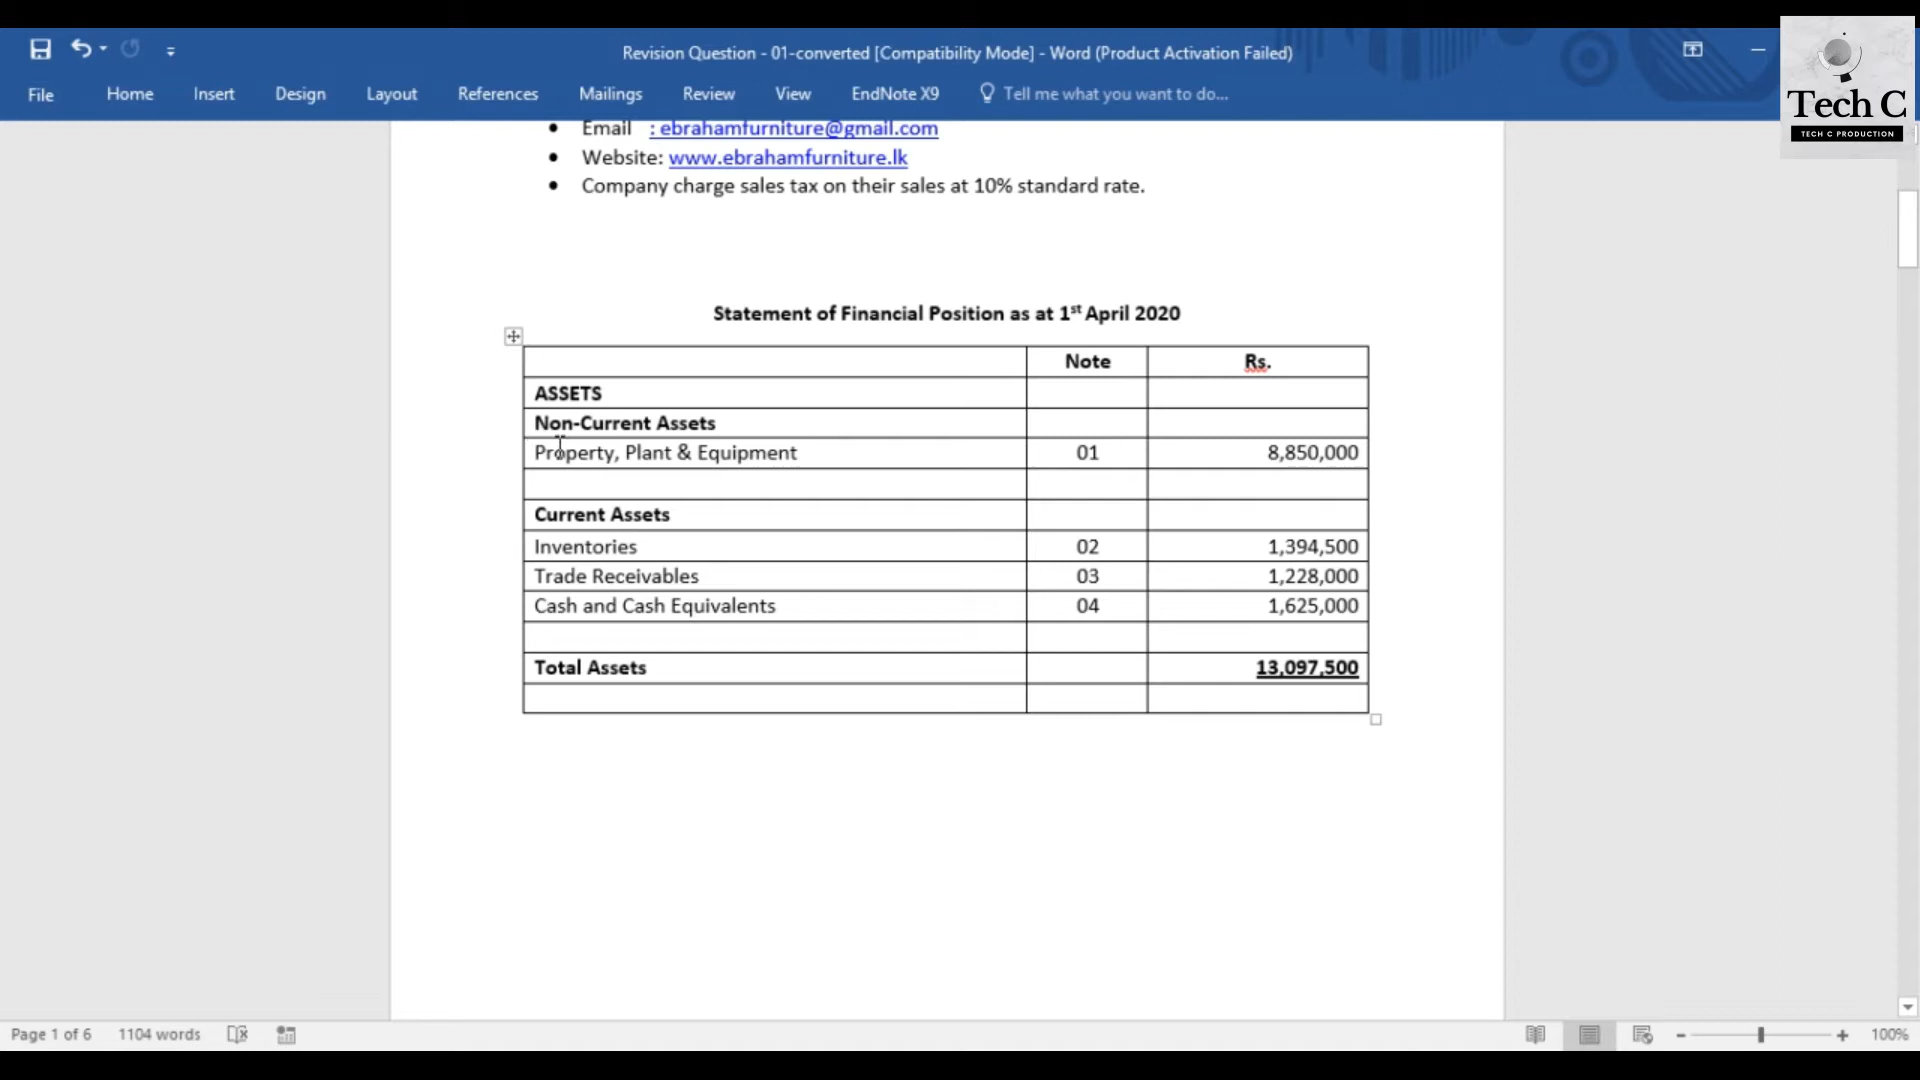 Revision Question - 01-converted [Compatibility Mode] - Word (Product Activation Failed)
File Home Insert Design Layout References Mailings Review View EndNote X9 Tell me what you want to do...
Tech C
TECH C PRODUCTION
• Email : ebrahamfurniture@gmail.com
• Website: www.ebrahamfurniture.lk
• Company charge sales tax on their sales at 10% standard rate.
Statement of Financial Position as at 1st April 2020
Note Rs.
ASSETS
Non-Current Assets
Property, Plant & Equipment 01 8,850,000
Current Assets
Inventories 02 1,394,500
Trade Receivables 03 1,228,000
Cash and Cash Equivalents 04 1,625,000
Total Assets 13,097,500
Page 1 of 6 1104 words 100%